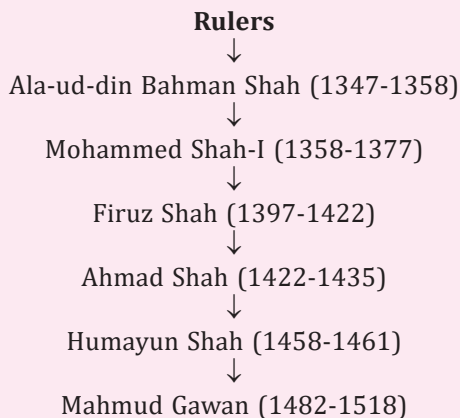 Rulers
↓
Ala-ud-din Bahman Shah (1347-1358)
↓
Mohammed Shah-I (1358-1377)
↓
Firuz Shah (1397-1422)
↓
Ahmad Shah (1422-1435)
↓
Humayun Shah (1458-1461)
↓
Mahmud Gawan (1482-1518)